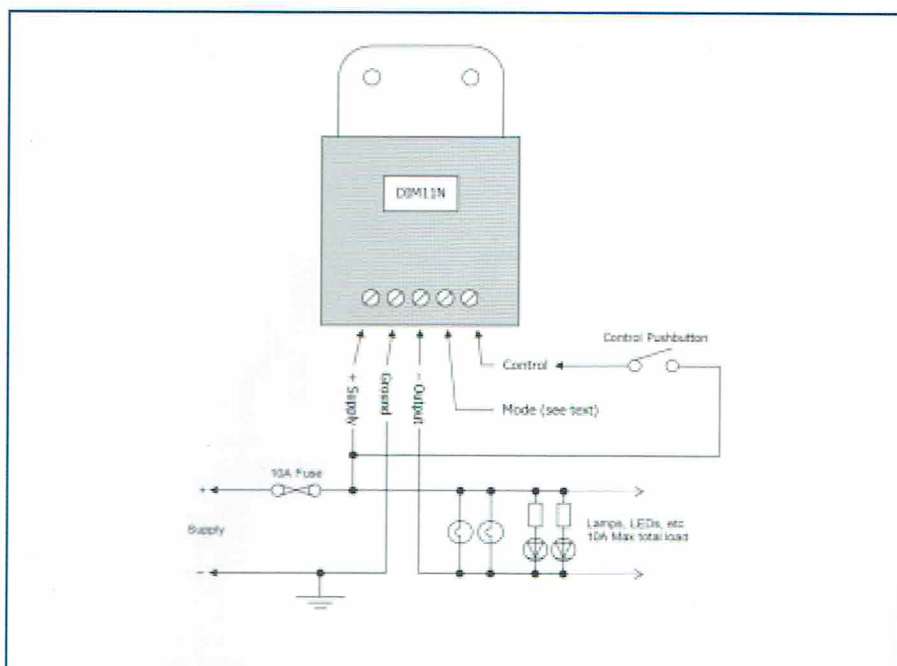 DIM11N
Control Pushbutton
Control
+ Supply
Ground
- Output
Mode (see text)
10A Fuse
+
Supply
Lamps, LEDs, etc
10A Max total load
-